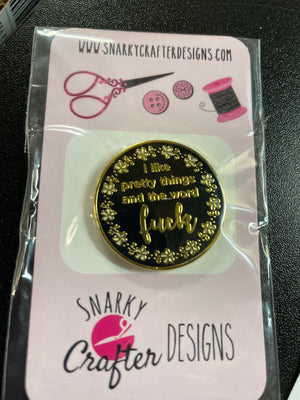 WWW.SNARKYCRAFTERDESIGNS.COM
I like
pretty things
and the word
fuck
SNARKY
Crafter DESIGNS